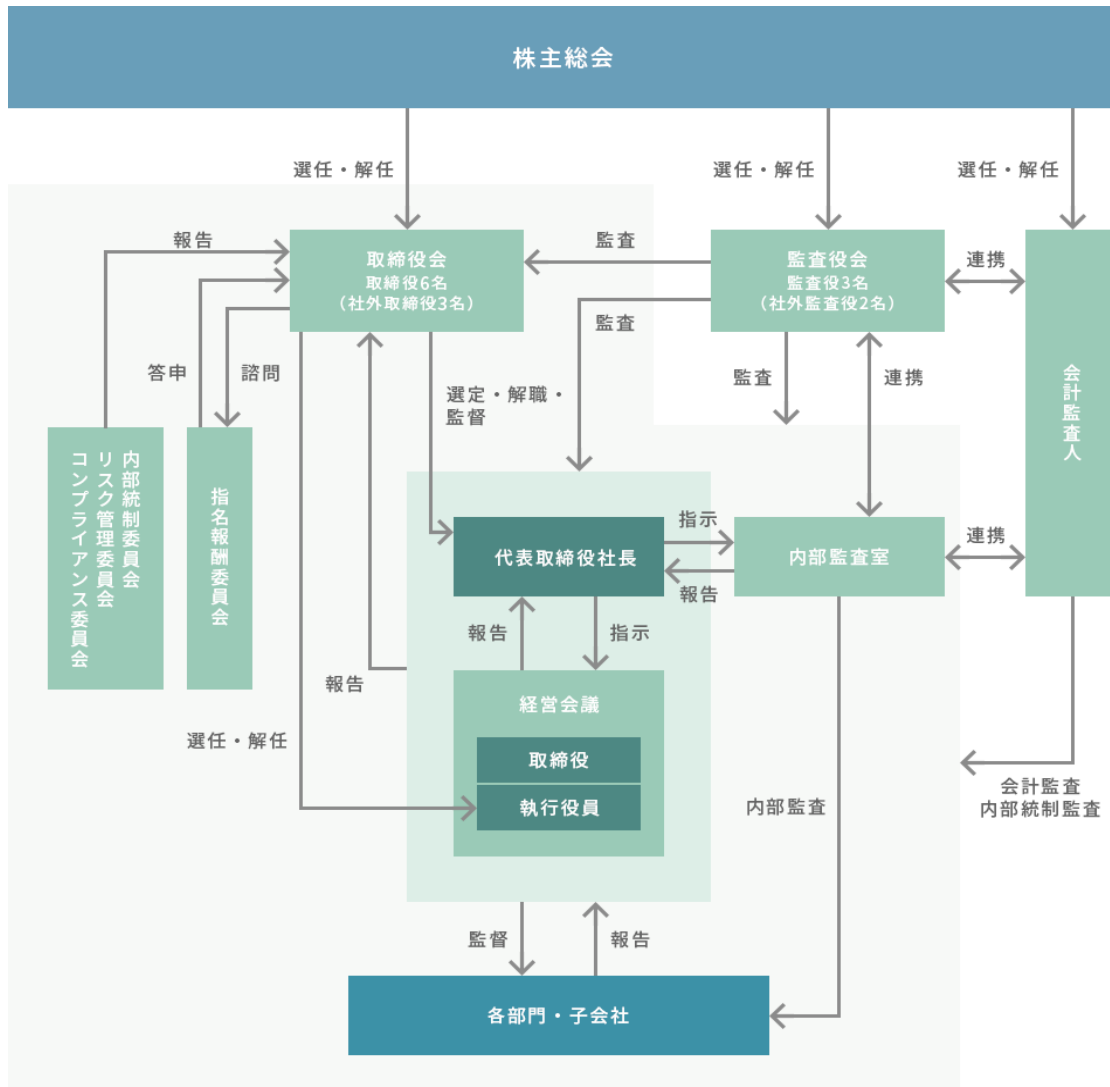 株主総会
選任・解任
選任・解任
選任・解任
報告
取締役会
取締役6名
（社外取締役3名）
監査
監査役会
監査役3名
（社外監査役2名）
連携
監査
答申
諮問
選定・解職・
監督
監査
連携
会計監査人
内部統制委員会
リスク管理委員会
コンプライアンス委員会
指名報酬委員会
代表取締役社長
指示
報告
内部監査室
連携
報告
指示
報告
経営会議
取締役
執行役員
選任・解任
内部監査
会計監査
内部統制監査
監督
報告
各部門・子会社